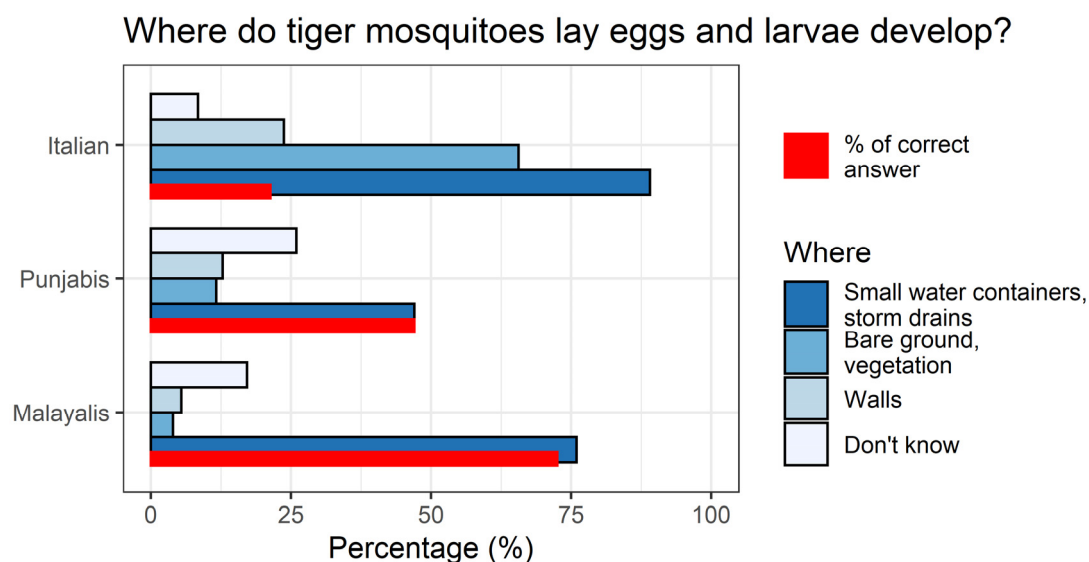 Where do tiger mosquitoes lay eggs and larvae develop?
Italian
Punjabis
Malayalis
0
25
50
75
100
Percentage (%)
% of correct
answer
Where
Small water containers,
storm drains
Bare ground,
vegetation
Walls
Don't know